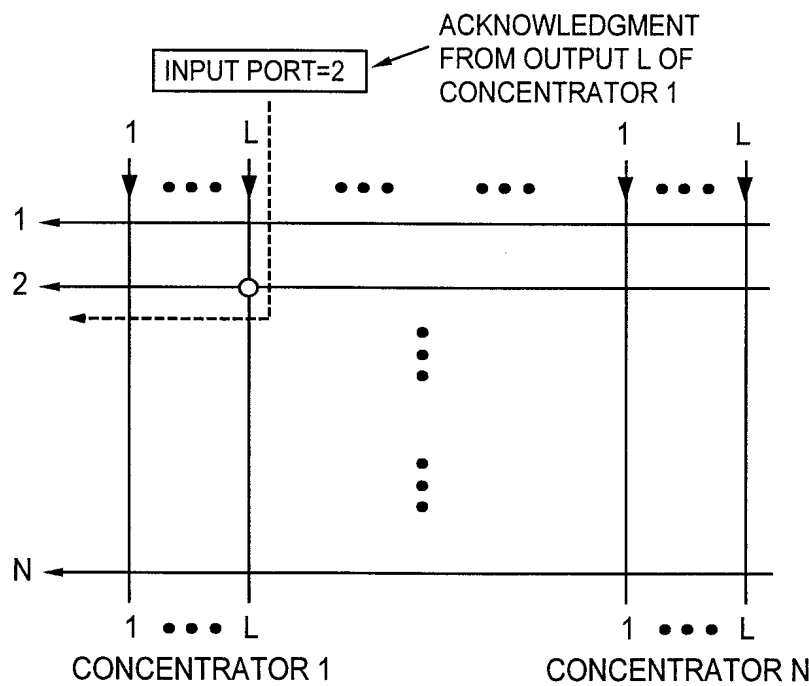 ACKNOWLEDGMENT
FROM OUTPUT L OF
CONCENTRATOR 1
INPUT PORT=2
1 L 1 L
1
2
N
1 L 1 L
CONCENTRATOR 1 CONCENTRATOR N